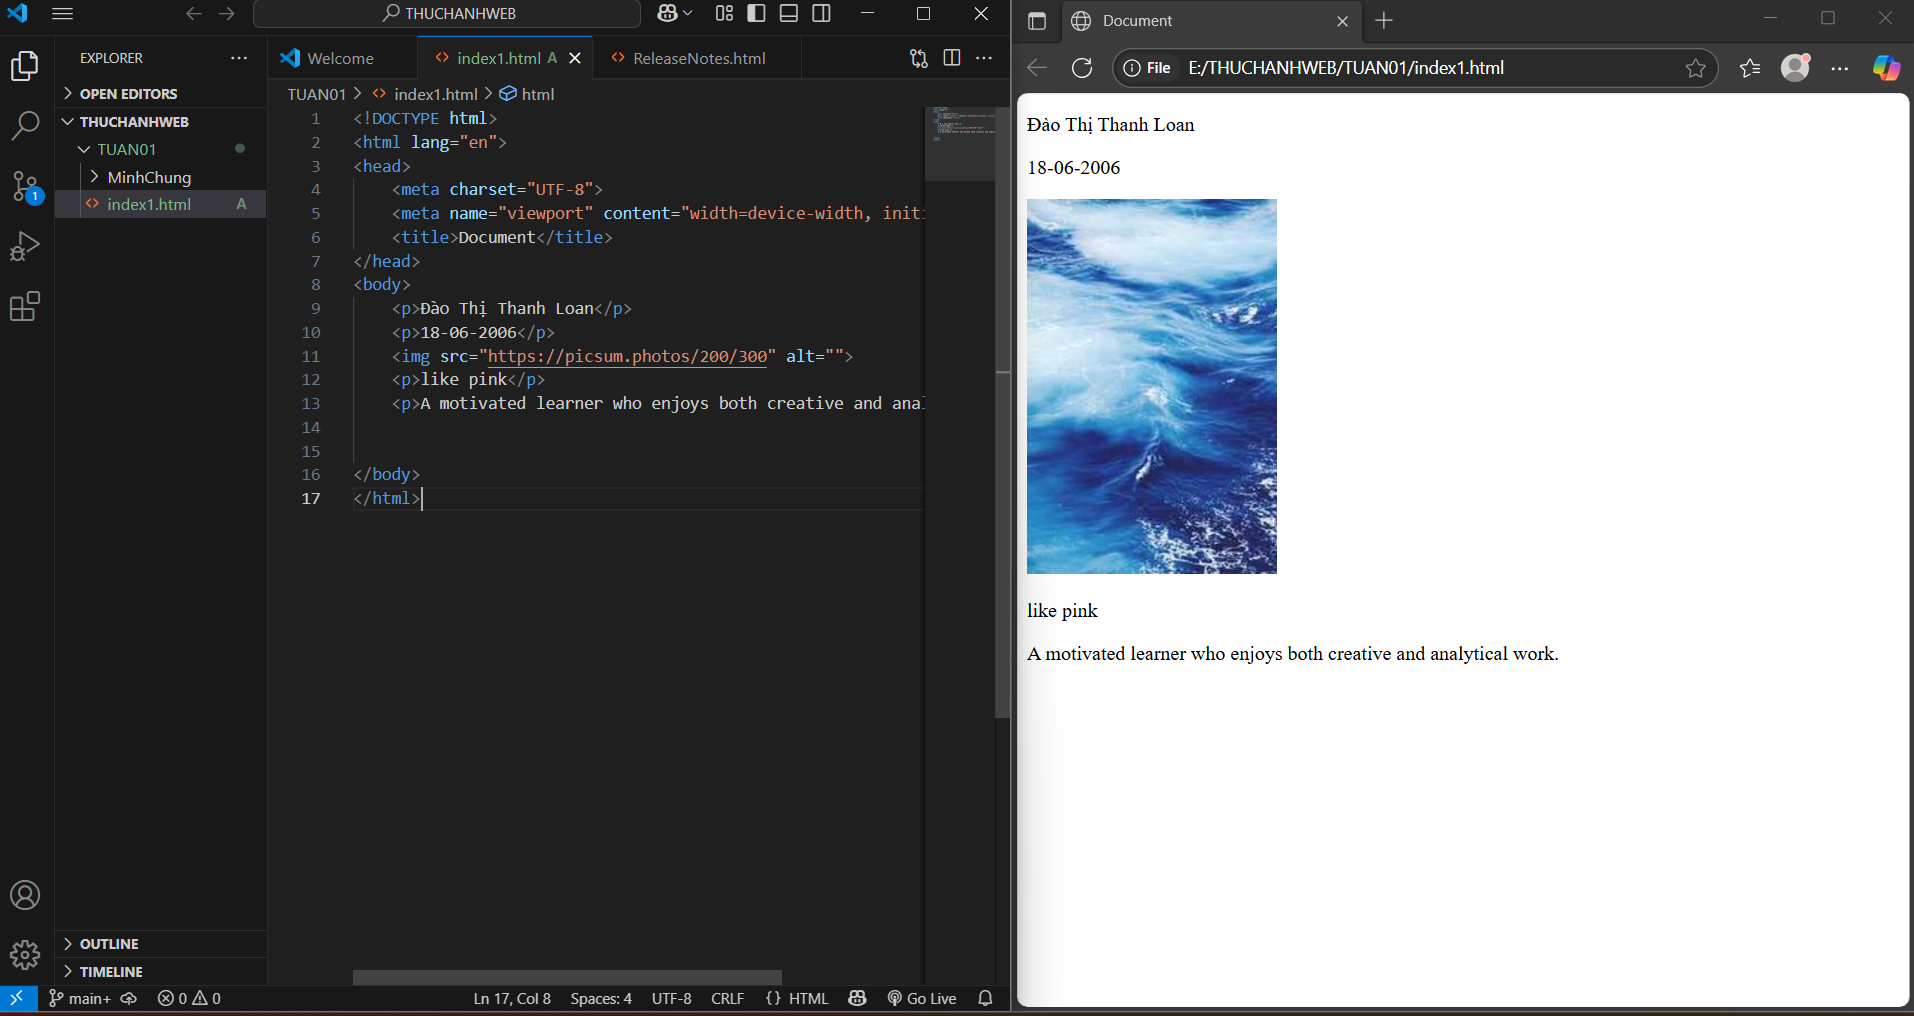 THUCHANHWEB
EXPLORER
OPEN EDITORS
THUCHANHWEB
TUAN01
MinhChung
index1.html A
OUTLINE
TIMELINE
Welcome
index1.html A
ReleaseNotes.html
TUAN01 > index1.html > html
1 <!DOCTYPE html>
2 <html lang="en">
3 <head>
4 <meta charset="UTF-8">
5 <meta name="viewport" content="width=device-width, initi
6 <title>Document</title>
7 </head>
8 <body>
9 <p>Đào Thị Thanh Loan</p>
10 <p>18-06-2006</p>
11 <img src="https://picsum.photos/200/300" alt="">
12 <p>like pink</p>
13 <p>A motivated learner who enjoys both creative and anal
14
15
16 </body>
17 </html>
1
main+ 0 0
Ln 17, Col 8 Spaces: 4 UTF-8 CRLF {} HTML Go Live
Document
File E:/THUCHANHWEB/TUAN01/index1.html
Đào Thị Thanh Loan
18-06-2006
like pink
A motivated learner who enjoys both creative and analytical work.